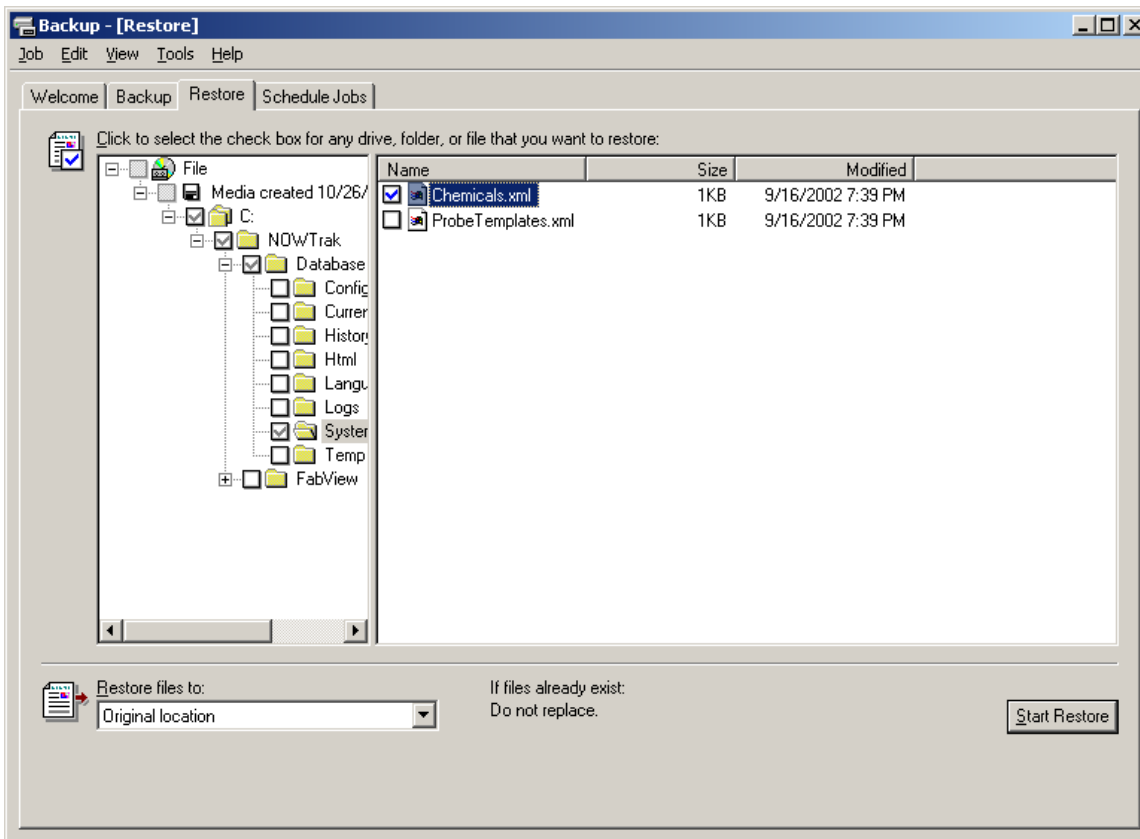 Backup - [Restore]
Job Edit View Tools Help
Welcome Backup Restore Schedule Jobs
Click to select the check box for any drive, folder, or file that you want to restore:
File
Media created 10/26/
C:
NOWTrak
Database
Config
Curren
History
Html
Langu
Logs
System
Temp
FabView
Name Size Modified
Chemicals.xml 1KB 9/16/2002 7:39 PM
ProbeTemplates.xml 1KB 9/16/2002 7:39 PM
Restore files to:
Original location
If files already exist:
Do not replace.
Start Restore